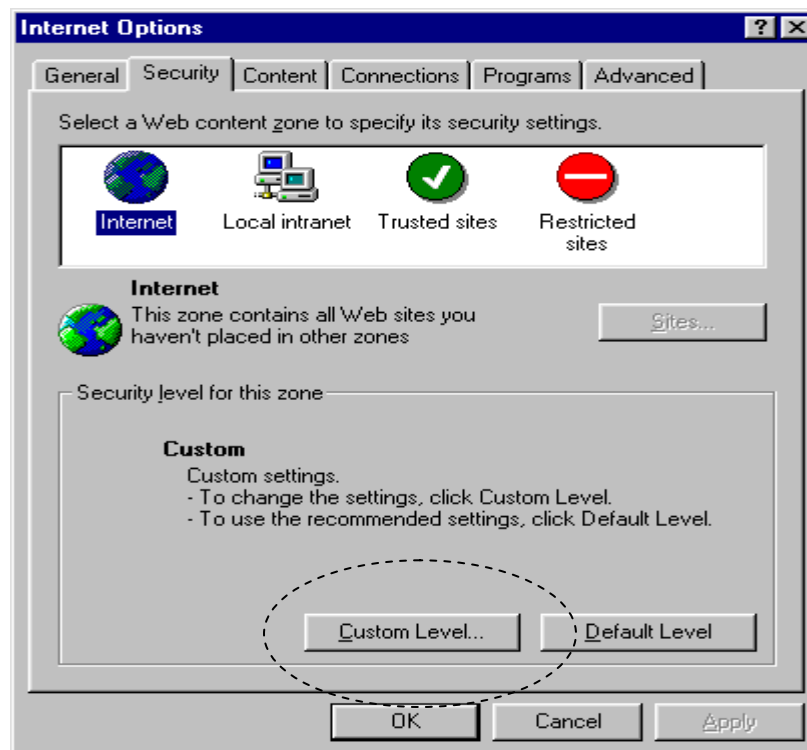 Internet Options
General Security Content Connections Programs Advanced
Select a Web content zone to specify its security settings.
Internet Local intranet Trusted sites Restricted
sites
Internet
This zone contains all Web sites you
haven't placed in other zones
Sites...
Security level for this zone
Custom
Custom settings.
- To change the settings, click Custom Level.
- To use the recommended settings, click Default Level.
Custom Level... Default Level
OK Cancel Apply